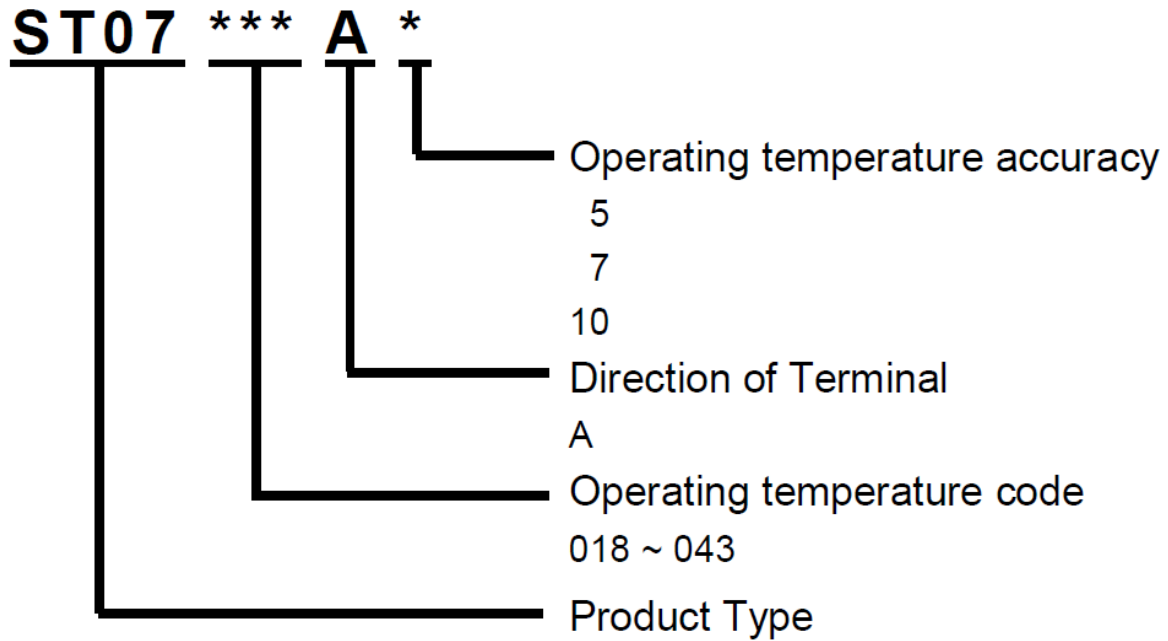 ST07 *** A *
Operating temperature accuracy
5
7
10
Direction of Terminal
A
Operating temperature code
018 ~ 043
Product Type